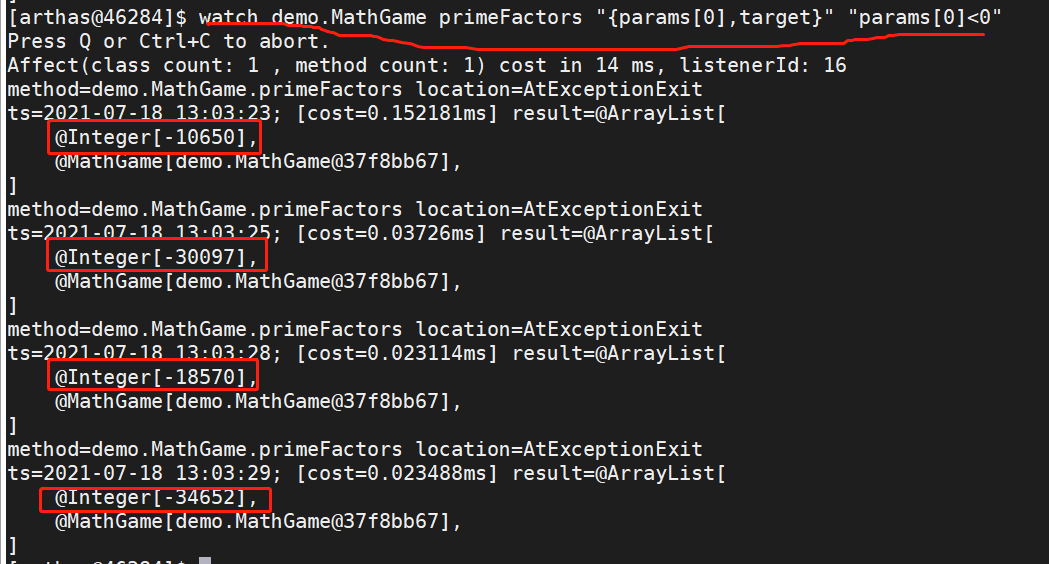 [arthas@46284]$ watch demo.MathGame primeFactors "{params[0],target}" "params[0]<0"
Press Q or Ctrl+C to abort.
Affect(class count: 1 , method count: 1) cost in 14 ms, listenerId: 16
method=demo.MathGame.primeFactors location=AtExceptionExit
ts=2021-07-18 13:03:23; [cost=0.152181ms] result=@ArrayList[
    @Integer[-10650],
    @MathGame[demo.MathGame@37f8bb67],
]
method=demo.MathGame.primeFactors location=AtExceptionExit
ts=2021-07-18 13:03:25; [cost=0.03726ms] result=@ArrayList[
    @Integer[-30097],
    @MathGame[demo.MathGame@37f8bb67],
]
method=demo.MathGame.primeFactors location=AtExceptionExit
ts=2021-07-18 13:03:28; [cost=0.023114ms] result=@ArrayList[
    @Integer[-18570],
    @MathGame[demo.MathGame@37f8bb67],
]
method=demo.MathGame.primeFactors location=AtExceptionExit
ts=2021-07-18 13:03:29; [cost=0.023488ms] result=@ArrayList[
    @Integer[-34652],
    @MathGame[demo.MathGame@37f8bb67],
]